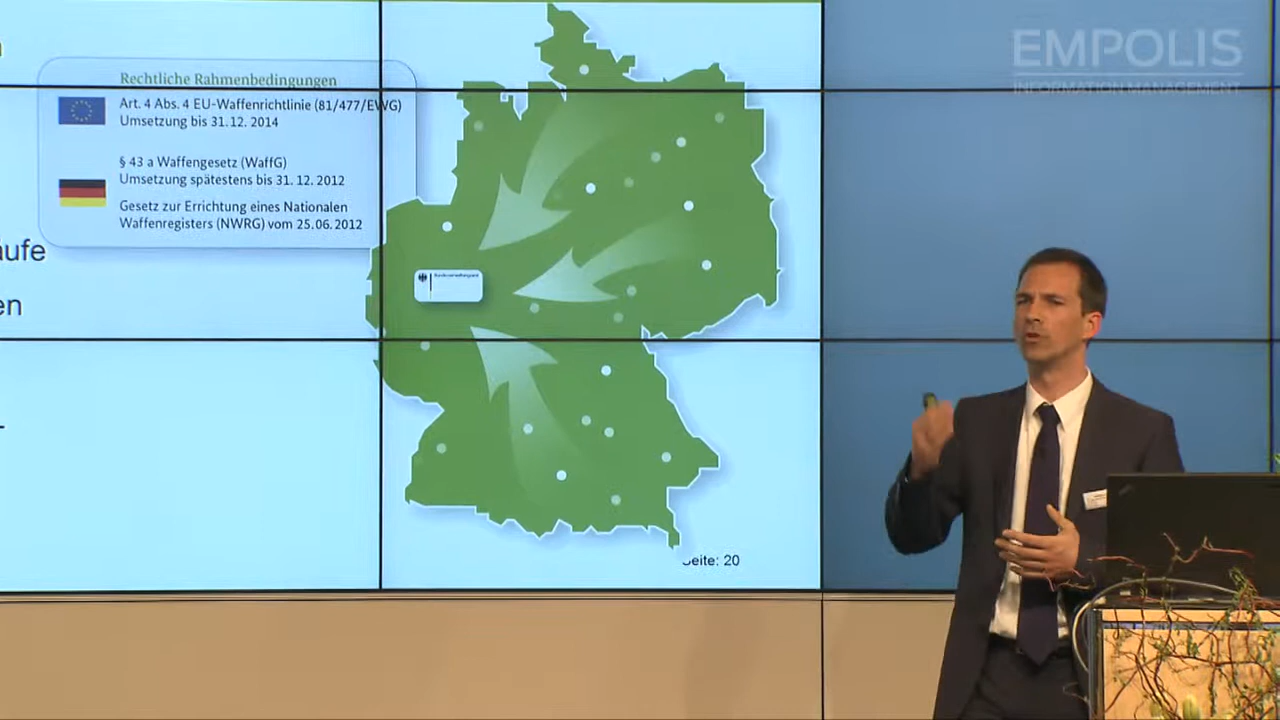 EMPOLIS
INFORMATION MANAGEMENT
Rechtliche Rahmenbedingungen
Art. 4 Abs. 4 EU-Waffenrichtlinie (81/477/EWG)
Umsetzung bis 31.12. 2014
§ 43 a Waffengesetz (WaffG)
Umsetzung spätestens bis 31. 12. 2012
Gesetz zur Errichtung eines Nationalen
Waffenregisters (NWRG) vom 25.06.2012
äufe
en
Bundesverwaltungsamt
Seite: 20